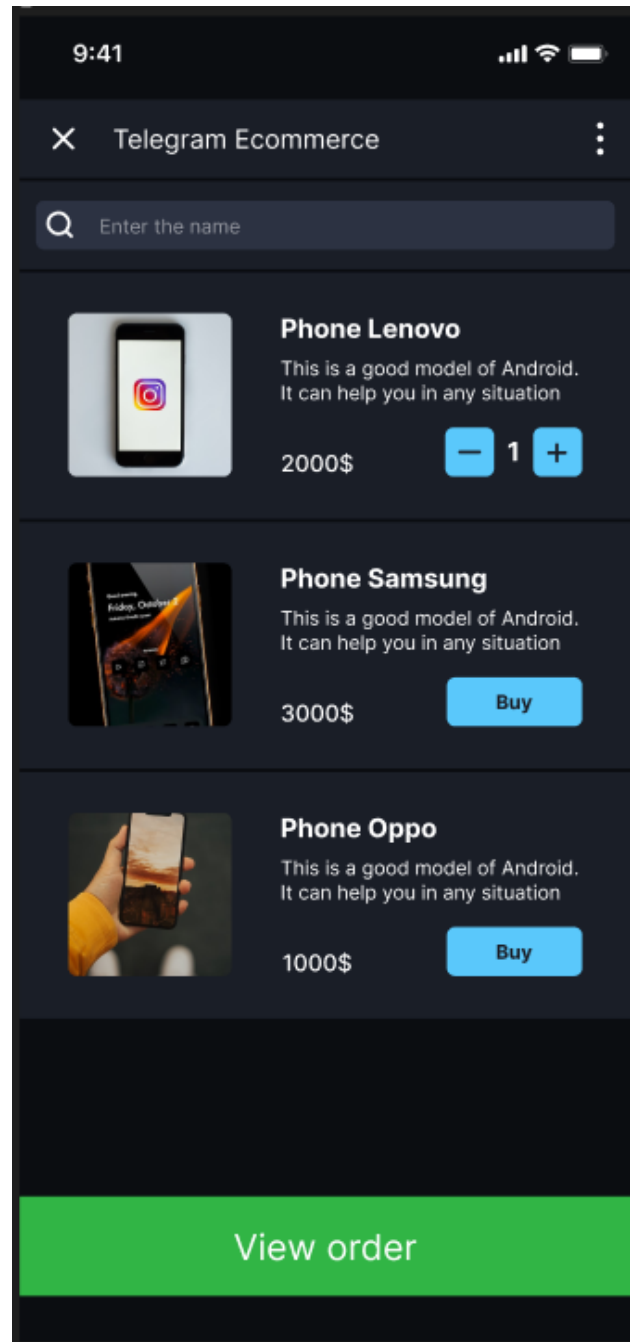 9:41
Telegram Ecommerce
Enter the name
Phone Lenovo
This is a good model of Android.
It can help you in any situation
2000$
1
Friday, October 2
Phone Samsung
This is a good model of Android.
It can help you in any situation
3000$
Buy
Phone Oppo
This is a good model of Android.
It can help you in any situation
1000$
Buy
View order